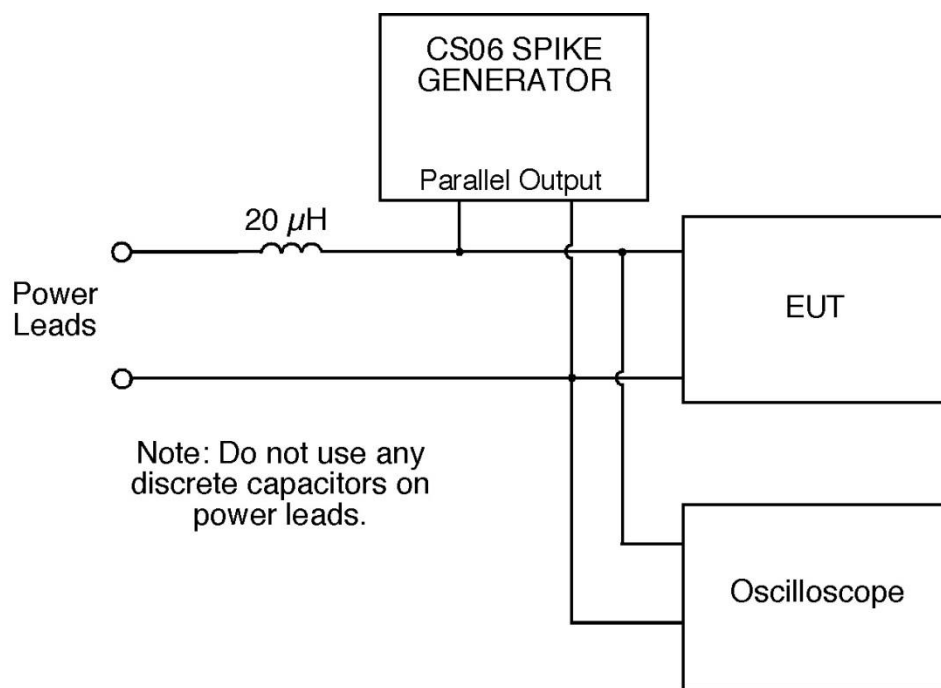 CS06 SPIKE
GENERATOR
Parallel Output
20 μH
Power
Leads
EUT
Note: Do not use any
discrete capacitors on
power leads.
Oscilloscope